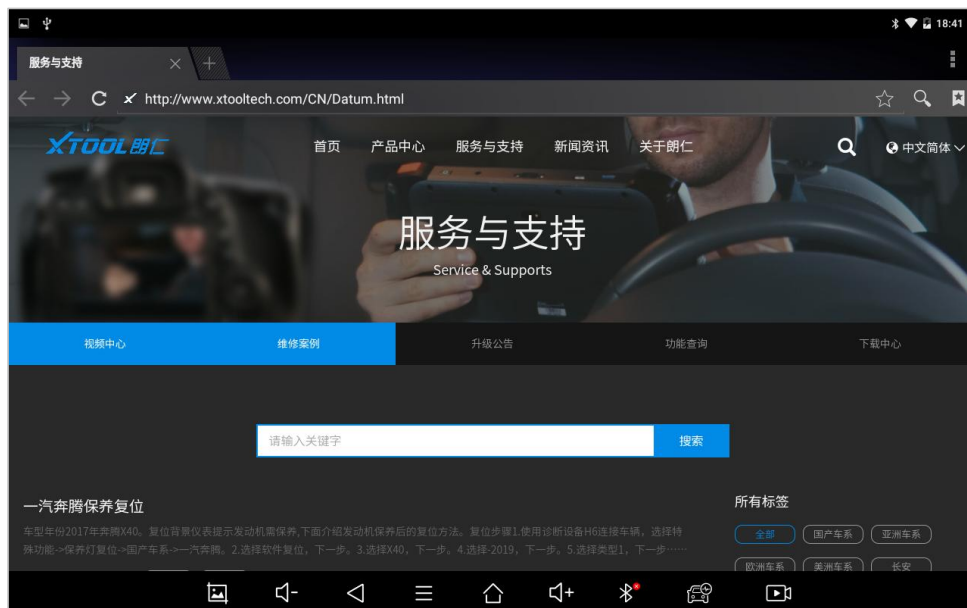 18:41
服务与支持
http://www.xtooltech.com/CN/Datum.html
XTOOL朗仁
首页 产品中心 服务与支持 新闻资讯 关于朗仁
中文简体
服务与支持
Service & Supports
视频中心 维修案例 升级公告 功能查询 下载中心
请输入关键字 搜索
一汽奔腾保养复位
车型年份2017年奔腾X40。复位背景仪表提示发动机需保养,下面介绍发动机保养后的复位方法。复位步骤1.使用诊断设备H6连接车辆，选择特
殊功能->保养灯复位->国产车系->一汽奔腾。2.选择软件复位，下一步。3.选择X40，下一步。4.选择-2019，下一步。5.选择类型1，下一步……
所有标签
全部 国产车系 亚洲车系
欧洲车系 美洲车系 长安